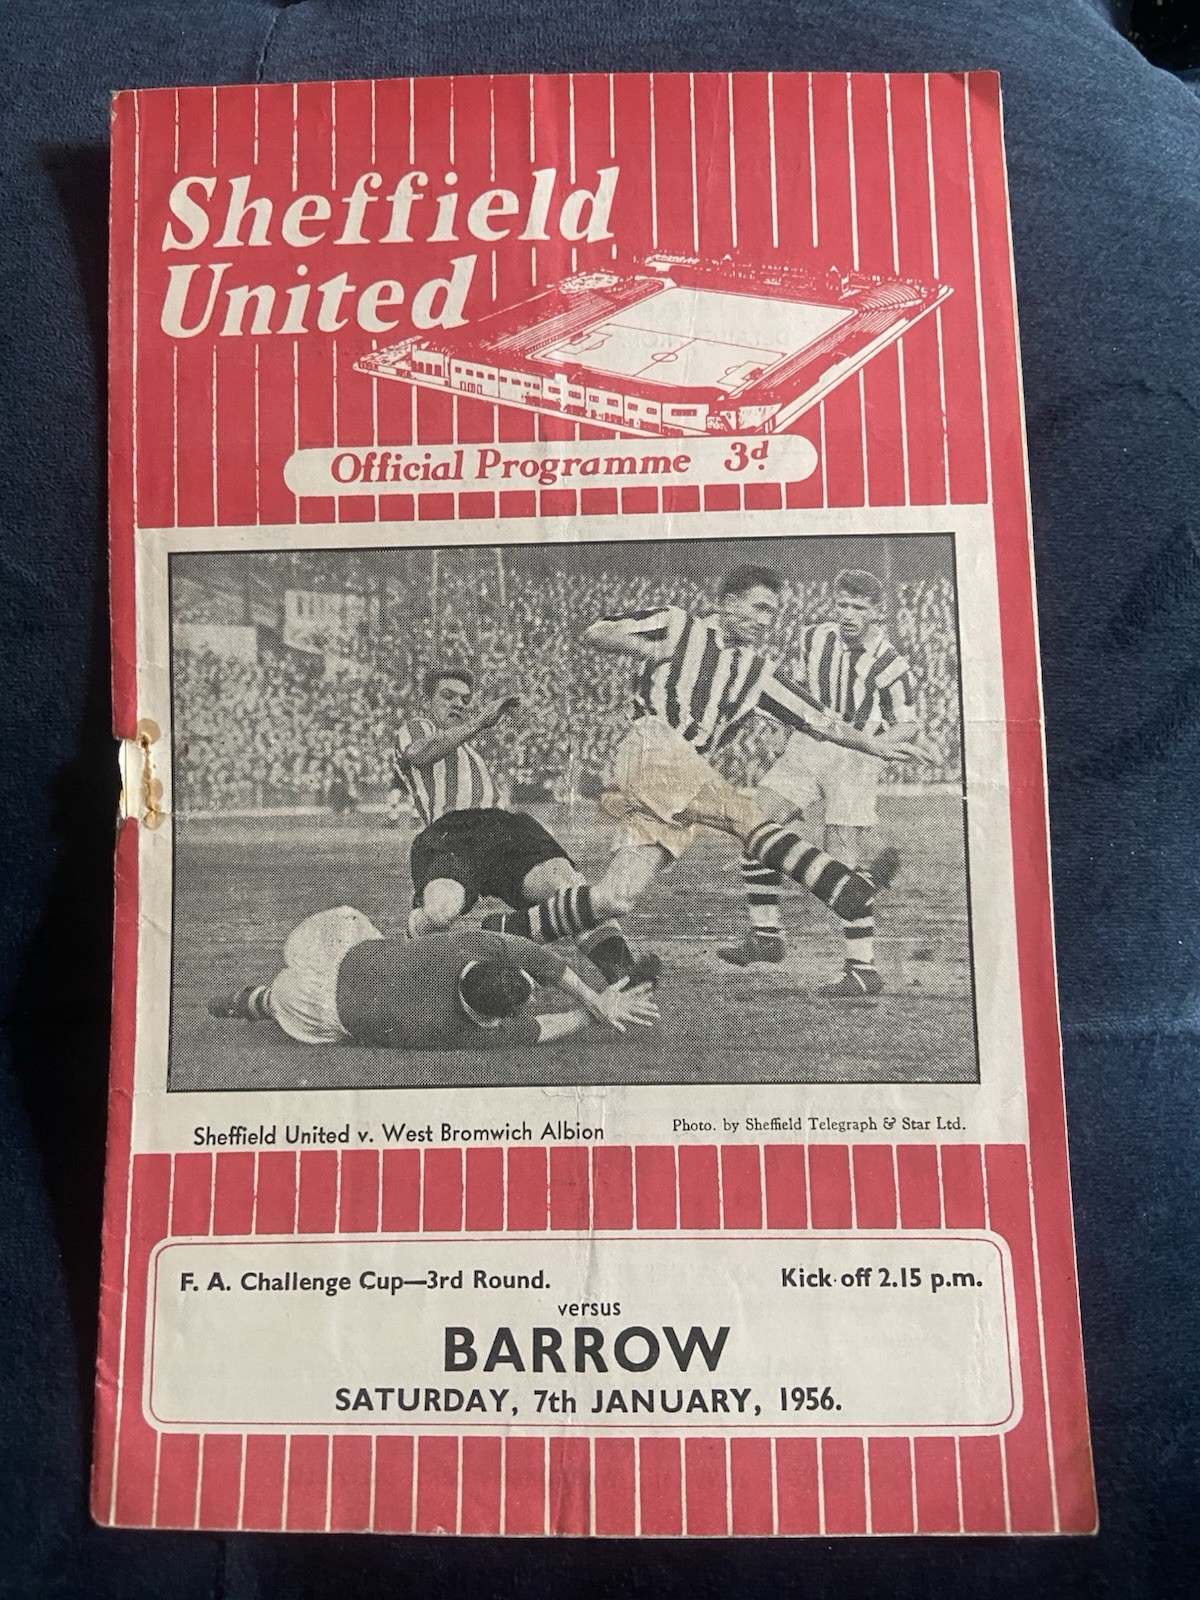 Sheffield
United
Official Programme 3d.
Sheffield United v. West Bromwich Albion
Photo. by Sheffield Telegraph & Star Ltd.
F. A. Challenge Cup—3rd Round.
Kick-off 2.15 p.m.
versus
BARROW
SATURDAY, 7th JANUARY, 1956.